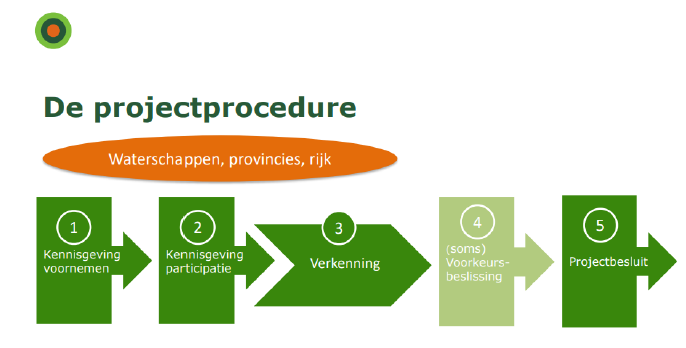 De projectprocedure
Waterschappen, provincies, rijk
1
Kennisgeving
voornemen
2
Kennisgeving
participatie
3
Verkenning
4
(soms)
Voorkeurs-
beslissing
5
Projectbesluit